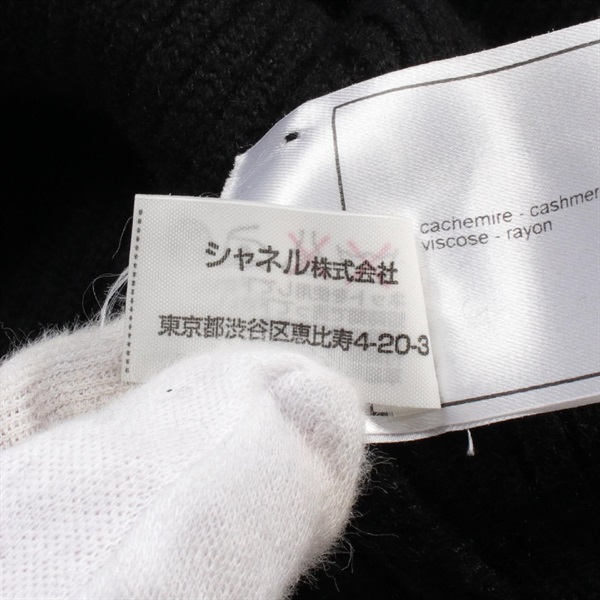 シャネル株式会社
東京都渋谷区恵比寿4-20-3
cachemire - cashmer
viscose - rayon